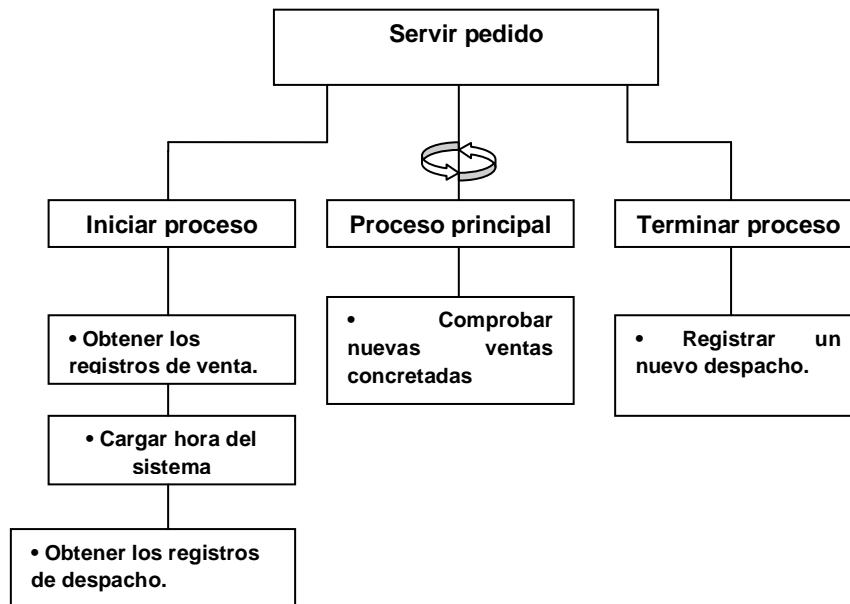 Servir pedido
Iniciar proceso
Proceso principal
Terminar proceso
• Obtener los
registros de venta.
• Comprobar
nuevas ventas
concretadas
• Registrar un
nuevo despacho.
• Cargar hora del
sistema
• Obtener los registros
de despacho.